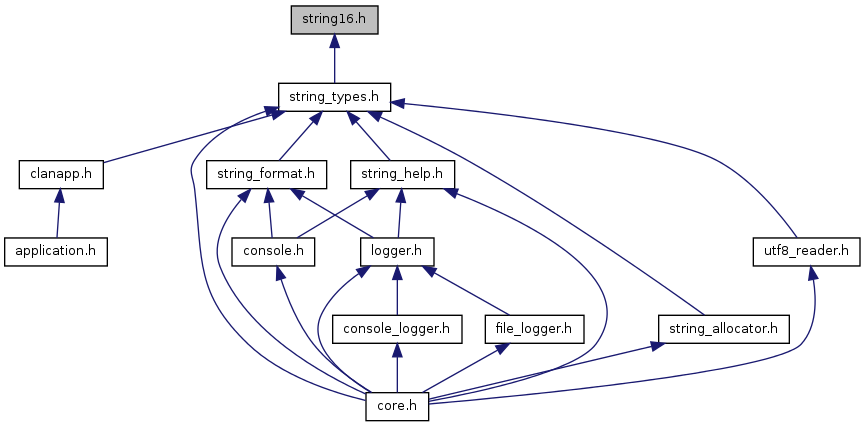 string16.h
string_types.h
clanapp.h
string_format.h
string_help.h
application.h
console.h
logger.h
utf8_reader.h
console_logger.h
file_logger.h
string_allocator.h
core.h